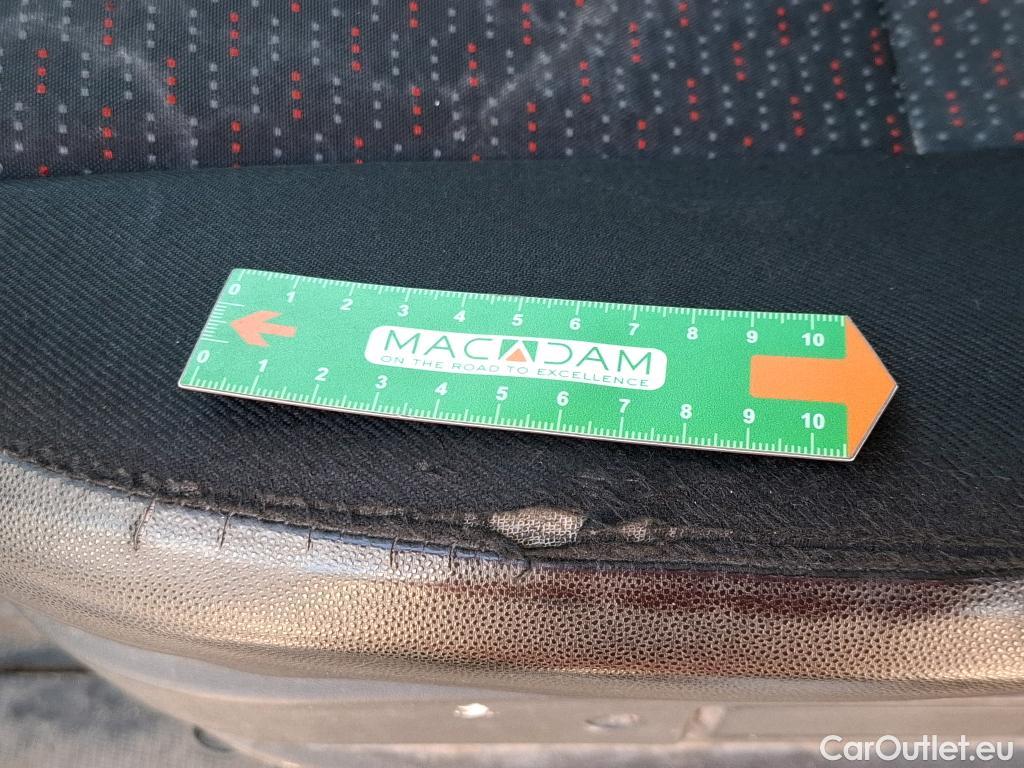 0 1 2 3 4 5 6 7 8 9 10
MACADAM
ON THE ROAD TO EXCELLENCE
0 1 2 3 4 5 6 7 8 9 10
CarOutlet.eu